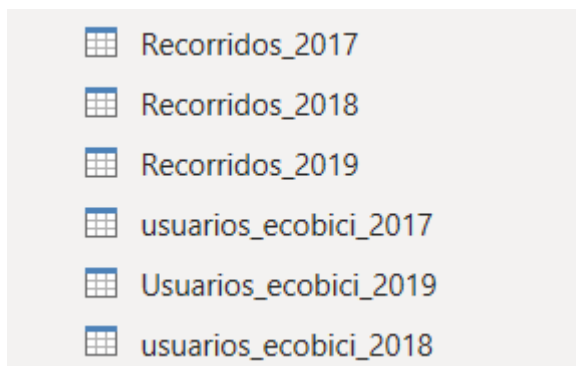 Recorridos_2017
Recorridos_2018
Recorridos_2019
usuarios_ecobici_2017
Usuarios_ecobici_2019
usuarios_ecobici_2018